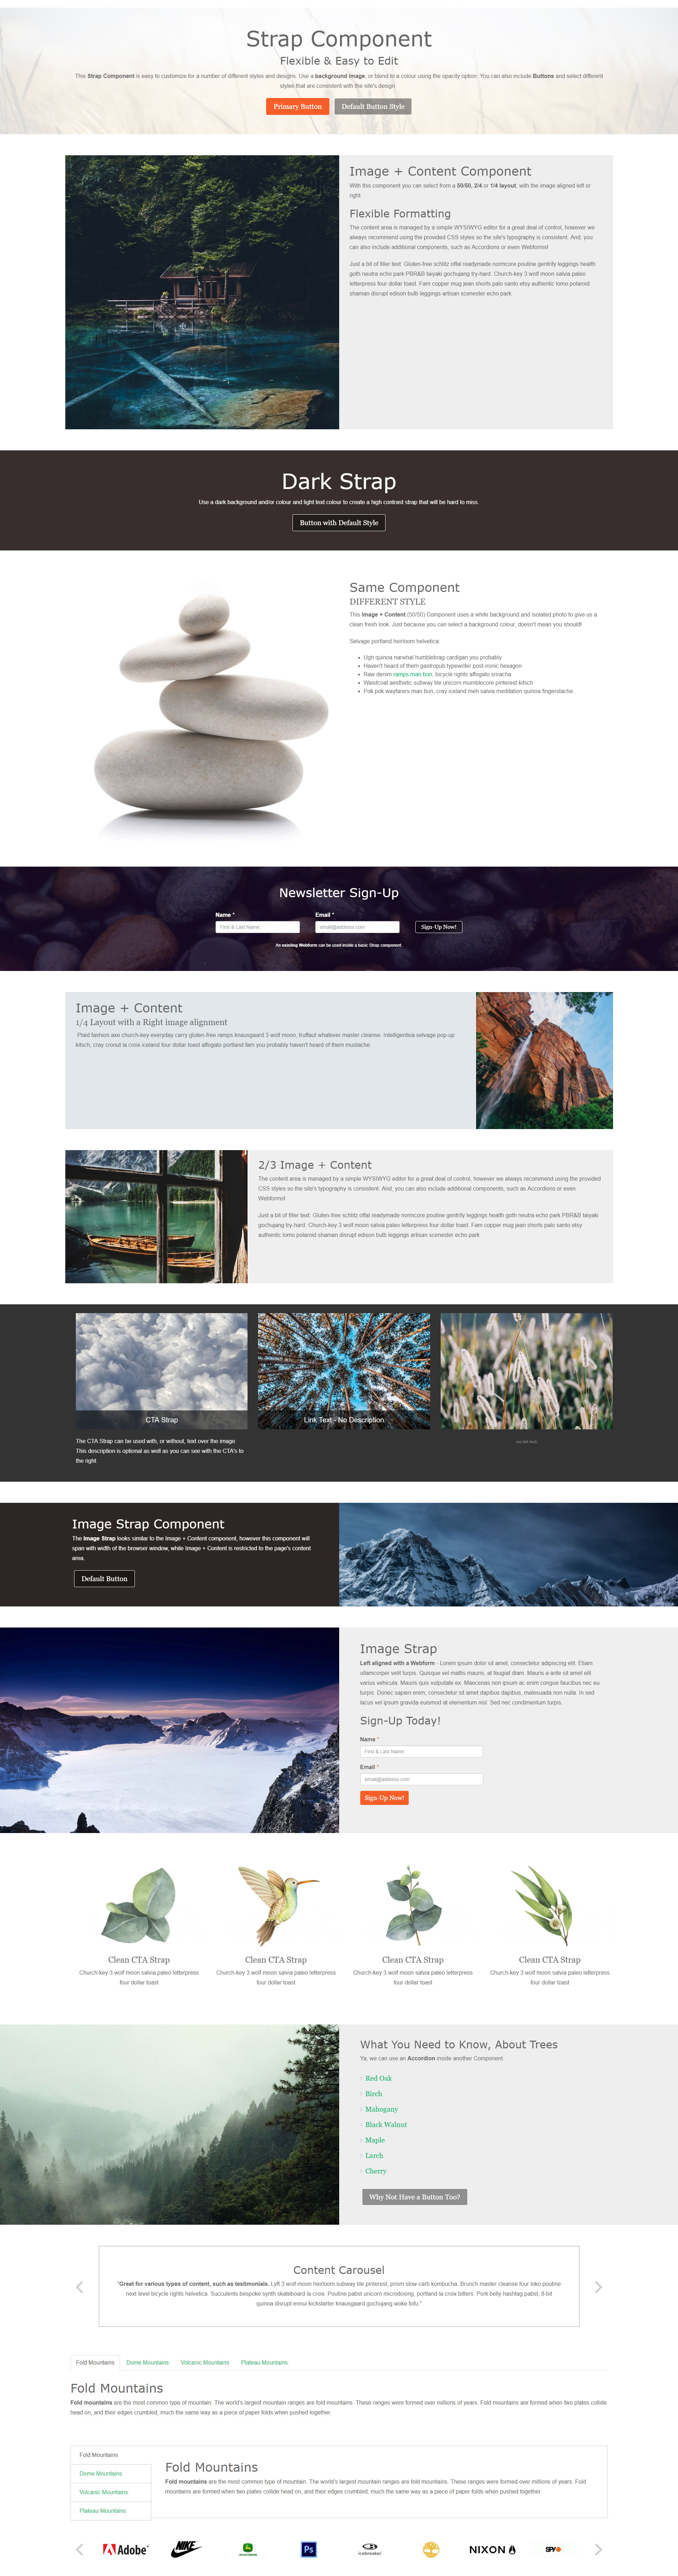 Strap Component
Flexible & Easy to Edit
This Strap Component is easy to customize for a number of different styles and designs. Use a background image, or blend to a colour using the opacity option. You can also include Buttons and select different
styles that are comsistent with the site's design.
Primary Button
Default Button Style
Image + Content Component
With this component you can select from a 50/50, 2/4 or 1/4 layout, with the image aligned left or
right.
Flexible Formatting
The content area is managed by a simple WYSIWYG editor for a great deal of control, however we
always recommend using the provided CSS styles so the site's typography is consistent. And, you
can also include additional components, such as Accordions or even Webforms!
Just a bit of filler text: Gluten-free schlitz offal readymade normcore poutine gentrify leggings health
goth neutra echo park PBR&B taiyaki gochujang try-hard. Church-key 3 wolf moon salvia paleo
letterpress four dollar toast. Fam copper mug jean shorts palo santo etsy authentic lomo polaroid
shaman disrupt edison bulb leggings artisan scenester echo park.
Dark Strap
Use a dark background and/or colour and light text colour to create a high contrast strap that will be hard to miss.
Button with Default Style
Same Component
DIFFERENT STYLE
This Image + Content (50/50) Component uses a white background and isolated photo to give us a
clean fresh look. Just because you can select a background colour, doesn't mean you should!
Selvage portland heirloom helvetica:
Ugh quinoa narwhal humblebrag cardigan you probably
Haven't heard of them gastropub typewriter post-ironic hexagon
Raw denim ramps man bun, bicycle rights affogato sriracha
Waistcoat aesthetic subway tile unicorn mumblecore pinterest kitsch
Pok pok wayfarers man bun, cray iceland meh salvia meditation quinoa fingerstache.
Newsletter Sign-Up
Name *
Email *
First & Last Name
email@address.com
Sign-Up Now!
An existing Webform can be used inside a basic Strap component.
Image + Content
1/4 Layout with a Right image alignment
Plaid fashion axe church-key everyday carry gluten-free ramps knausgaard 3 wolf moon, truffaut whatever master cleanse. Intelligentsia selvage pop-up
kitsch, cray cronut la croix iceland four dollar toast affogato portland fam you probably haven't heard of them mustache.
2/3 Image + Content
The content area is managed by a simple WYSIWYG editor for a great deal of control, however we always recommend using the provided
CSS styles so the site's typography is consistent. And, you can also include additional components, such as Accordions or even
Webforms!
Just a bit of filler text: Gluten-free schlitz offal readymade normcore poutine gentrify leggings health goth neutra echo park PBR&B taiyaki
gochujang try-hard. Church-key 3 wolf moon salvia paleo letterpress four dollar toast. Fam copper mug jean shorts palo santo etsy
authentic lomo polaroid shaman disrupt edison bulb leggings artisan scenester echo park.
CTA Strap
Link Text - No Description
The CTA Strap can be used with, or without, text over the image.
This description is optional as well as you can see with the CTA's to
the right.
Image Strap Component
The Image Strap looks similar to the Image + Content component, however this component will
span with width of the browser window, while Image + Content is restricted to the page's content
area.
Default Button
Image Strap
Left aligned with a Webform - Lorem ipsum dolor sit amet, consectetur adipiscing elit. Etiam
ullamcorper velit turpis. Quisque vel mattis mauris, at feugiat diam. Mauris a ante sit amet elit
varius vehicula. Mauris quis vulputate ex. Maecenas non ipsum ac enim congue faucibus nec eu
turpis. Donec sapien enim, consectetur sit amet dapibus dapibus, malesuada non nulla. In sed
lacus vel ipsum gravida euismod at elementum nisl. Sed nec condimentum turpis.
Sign-Up Today!
Name *
First & Last Name
Email *
email@address.com
Sign-Up Now!
Clean CTA Strap
Clean CTA Strap
Clean CTA Strap
Clean CTA Strap
Church-key 3 wolf moon salvia paleo letterpress
four dollar toast
Church-key 3 wolf moon salvia paleo letterpress
four dollar toast
Church-key 3 wolf moon salvia paleo letterpress
four dollar toast
Church-key 3 wolf moon salvia paleo letterpress
four dollar toast
What You Need to Know, About Trees
Ya, we can use an Accordion inside another Component.
Red Oak
Birch
Mahogany
Black Walnut
Maple
Larch
Cherry
Why Not Have a Button Too?
Content Carousel
"Great for various types of content, such as testimonials. Lyft 3 wolf moon heirloom subway tile pinterest, prism slow-carb kombucha. Brunch master cleanse four loko poutine
next level bicycle rights helvetica. Succulents bespoke synth skateboard la croix. Poutine pabst unicorn microdosing, portland la croix bitters. Pork belly hashtag pabst, 8-bit
quinoa disrupt ennui kickstarter knausgaard gochujang woke tofu."
Fold Mountains
Dome Mountains
Volcanic Mountains
Plateau Mountains
Fold Mountains
Fold mountains are the most common type of mountain. The world's largest mountain ranges are fold mountains. These ranges were formed over millions of years. Fold mountains are formed when two plates collide
head on, and their edges crumbled, much the same way as a piece of paper folds when pushed together.
Fold Mountains
Dome Mountains
Volcanic Mountains
Plateau Mountains
Fold Mountains
Fold mountains are the most common type of mountain. The world's largest mountain ranges are fold mountains. These ranges were formed over millions of years. Fold
mountains are formed when two plates collide head on, and their edges crumbled, much the same way as a piece of paper folds when pushed together.
Adobe
NIKE
JOHN DEERE
Ps
icebreaker
NIXON
SPY